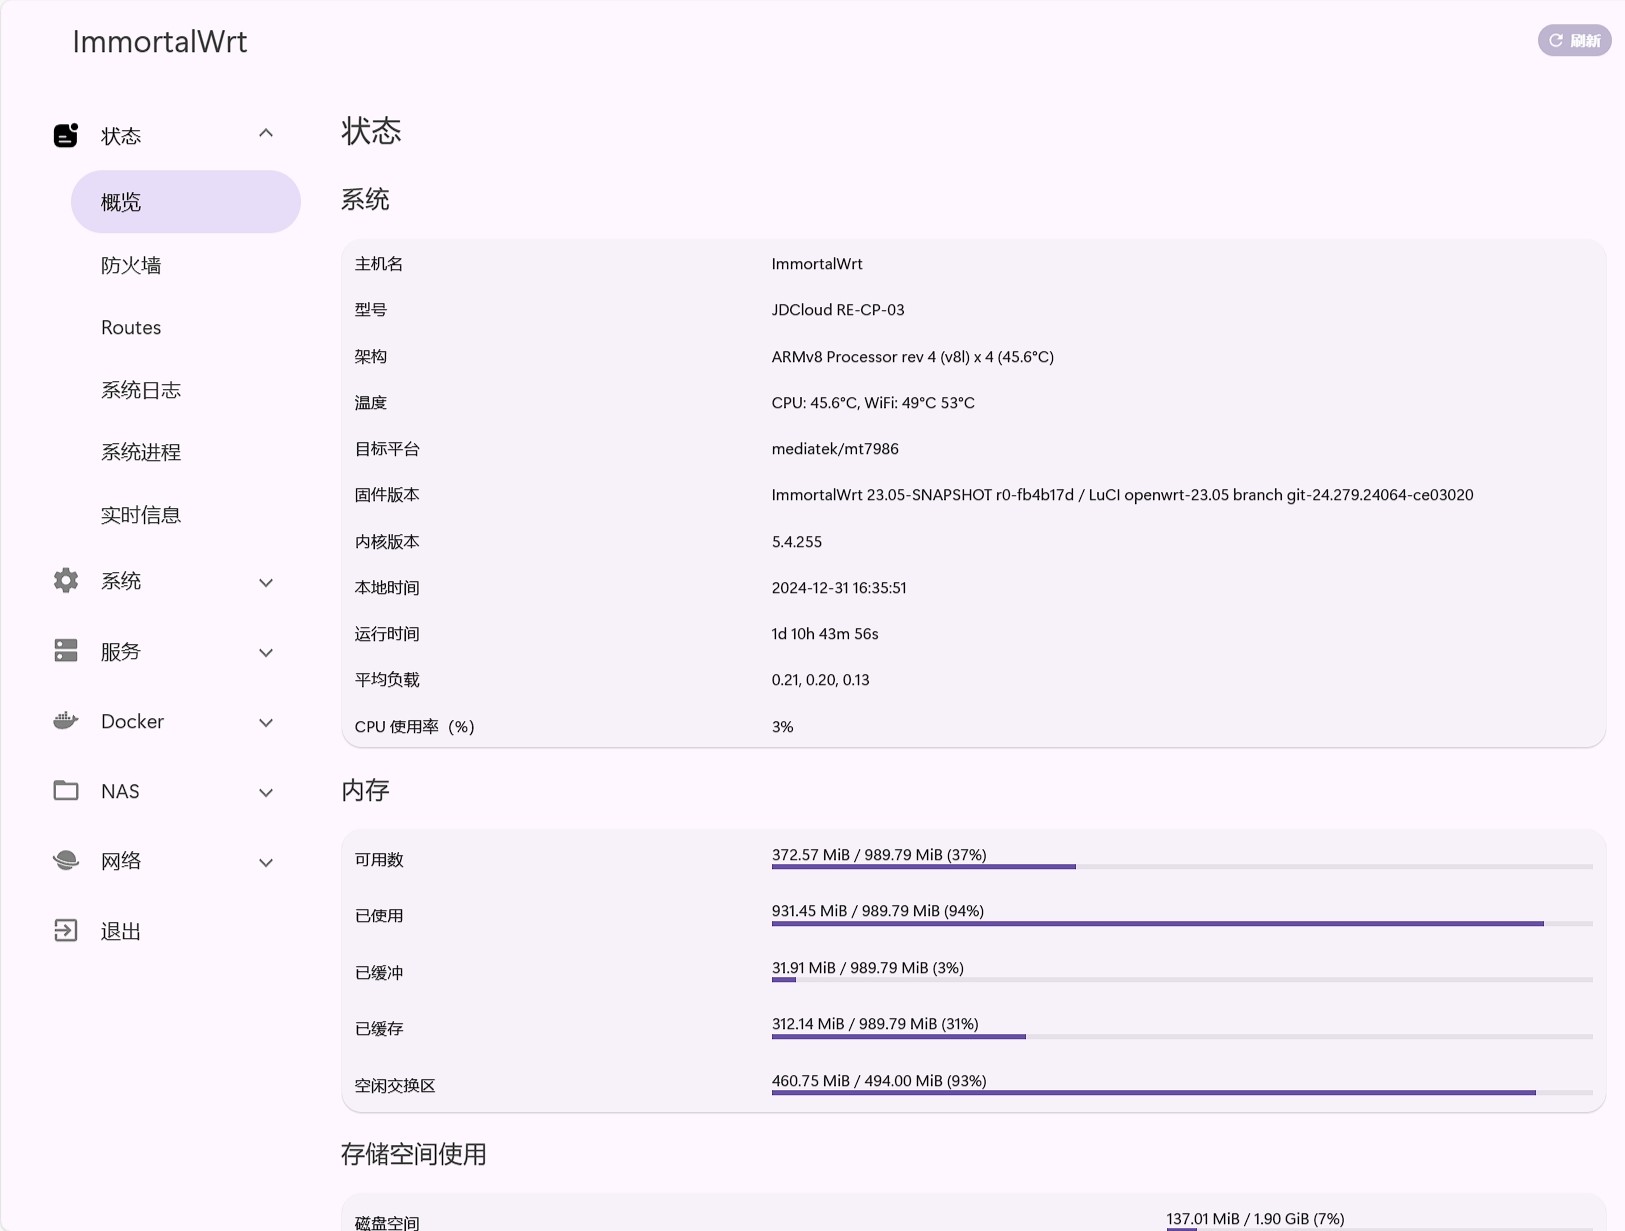 ImmortalWrt
刷新
状态
概览
防火墙
Routes
系统日志
系统进程
实时信息
系统
服务
Docker
NAS
网络
退出
状态
系统
主机名 ImmortalWrt
型号 JDCloud RE-CP-03
架构 ARMv8 Processor rev 4 (v8l) x 4 (45.6°C)
温度 CPU: 45.6°C, WiFi: 49°C 53°C
目标平台 mediatek/mt7986
固件版本 ImmortalWrt 23.05-SNAPSHOT r0-fb4b17d / LuCI openwrt-23.05 branch git-24.279.24064-ce03020
内核版本 5.4.255
本地时间 2024-12-31 16:35:51
运行时间 1d 10h 43m 56s
平均负载 0.21, 0.20, 0.13
CPU 使用率（%） 3%
内存
可用数 372.57 MiB / 989.79 MiB (37%)
已使用 931.45 MiB / 989.79 MiB (94%)
已缓冲 31.91 MiB / 989.79 MiB (3%)
已缓存 312.14 MiB / 989.79 MiB (31%)
空闲交换区 460.75 MiB / 494.00 MiB (93%)
存储空间使用
磁盘空间 137.01 MiB / 1.90 GiB (7%)